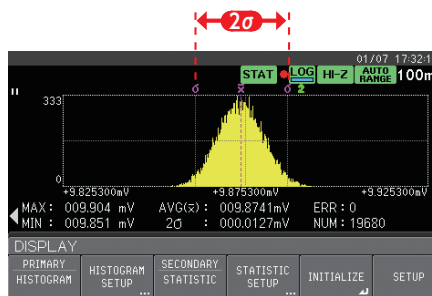 2σ
01/07 17:32:1
STAT LOG 2 HI-Z AUTO RANGE 100m
σ x̄ σ
333
0
+9.825300mV +9.875300mV +9.925300mV
MAX: 009.904 mV AVG(x̄): 009.8741mV ERR:0
MIN : 009.851 mV 2σ : 000.0127mV NUM:19680
DISPLAY
PRIMARY HISTOGRAM
HISTOGRAM SETUP ...
SECONDARY STATISTIC
STATISTIC SETUP ...
INITIALIZE
SETUP